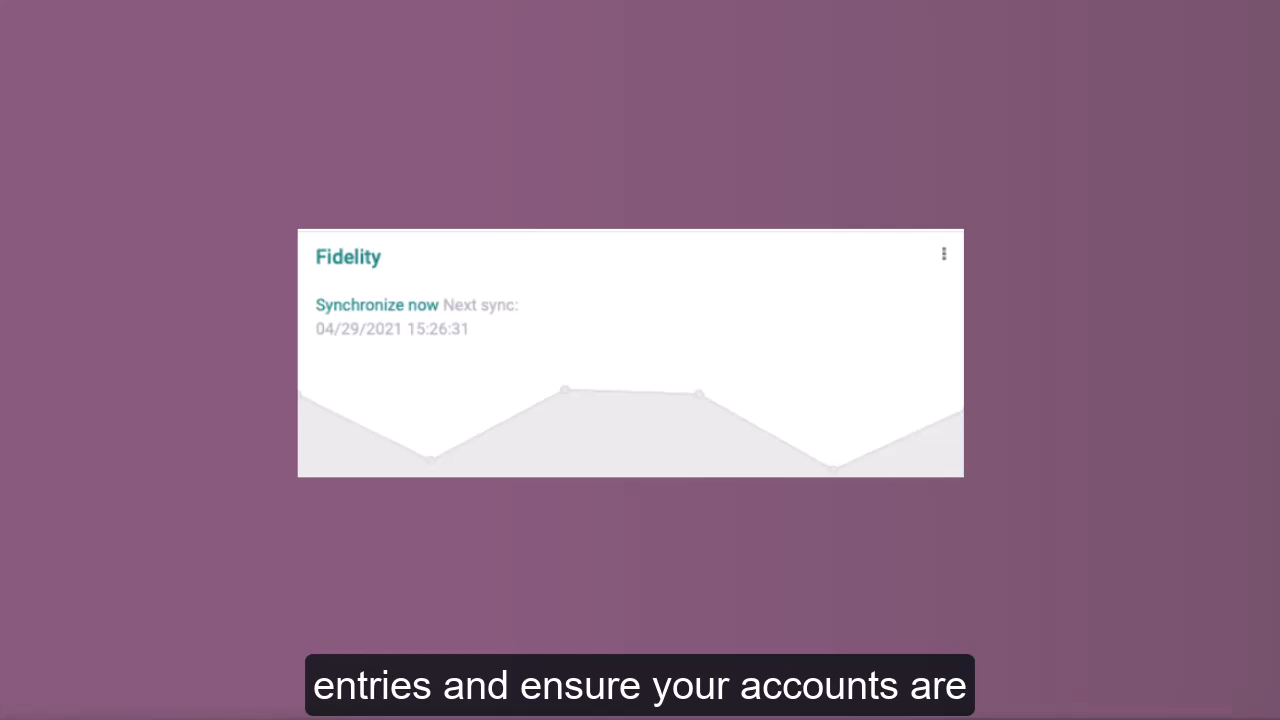 Fidelity
Synchronize now Next sync:
04/29/2021 15:26:31
entries and ensure your accounts are